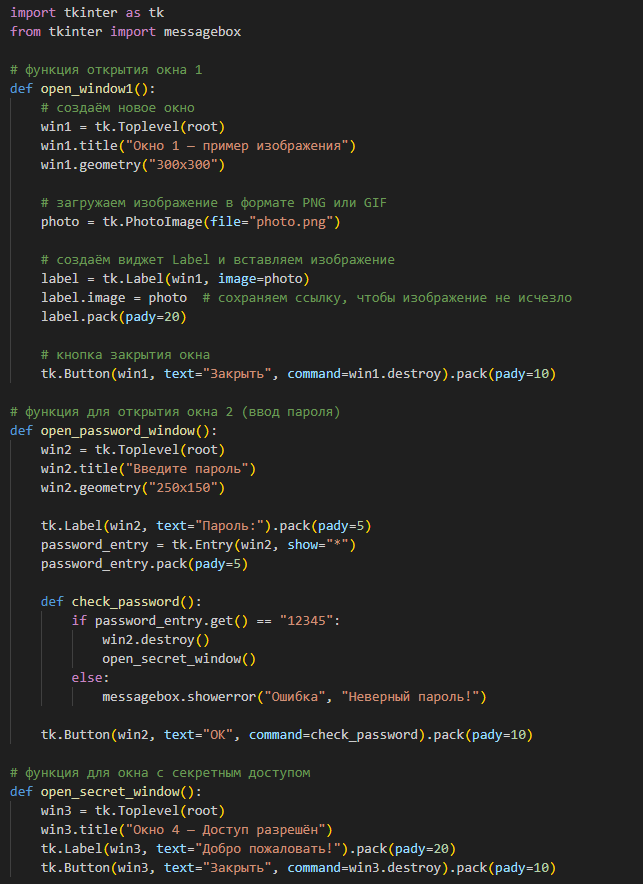 import tkinter as tk
from tkinter import messagebox

# функция открытия окна 1
def open_window1():
    # создаём новое окно
    win1 = tk.Toplevel(root)
    win1.title("Окно 1 — пример изображения")
    win1.geometry("300x300")

    # загружаем изображение в формате PNG или GIF
    photo = tk.PhotoImage(file="photo.png")

    # создаём виджет Label и вставляем изображение
    label = tk.Label(win1, image=photo)
    label.image = photo  # сохраняем ссылку, чтобы изображение не исчезло
    label.pack(pady=20)

    # кнопка закрытия окна
    tk.Button(win1, text="Закрыть", command=win1.destroy).pack(pady=10)

# функция для открытия окна 2 (ввод пароля)
def open_password_window():
    win2 = tk.Toplevel(root)
    win2.title("Введите пароль")
    win2.geometry("250x150")

    tk.Label(win2, text="Пароль:").pack(pady=5)
    password_entry = tk.Entry(win2, show="*")
    password_entry.pack(pady=5)

    def check_password():
        if password_entry.get() == "12345":
            win2.destroy()
            open_secret_window()
        else:
            messagebox.showerror("Ошибка", "Неверный пароль!")

    tk.Button(win2, text="OK", command=check_password).pack(pady=10)

# функция для окна с секретным доступом
def open_secret_window():
    win3 = tk.Toplevel(root)
    win3.title("Окно 4 — Доступ разрешён")
    tk.Label(win3, text="Добро пожаловать!").pack(pady=20)
    tk.Button(win3, text="Закрыть", command=win3.destroy).pack(pady=10)